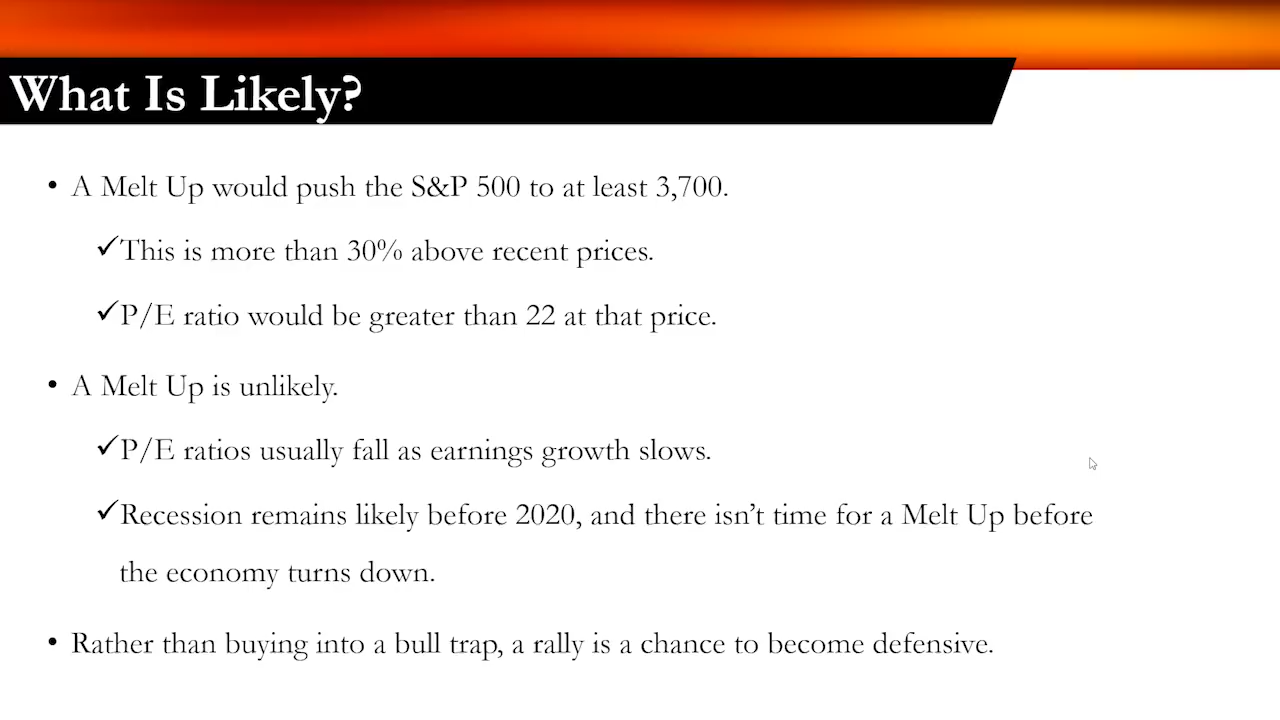 What Is Likely?
• A Melt Up would push the S&P 500 to at least 3,700.
✓This is more than 30% above recent prices.
✓P/E ratio would be greater than 22 at that price.
• A Melt Up is unlikely.
✓P/E ratios usually fall as earnings growth slows.
✓Recession remains likely before 2020, and there isn’t time for a Melt Up before
the economy turns down.
• Rather than buying into a bull trap, a rally is a chance to become defensive.